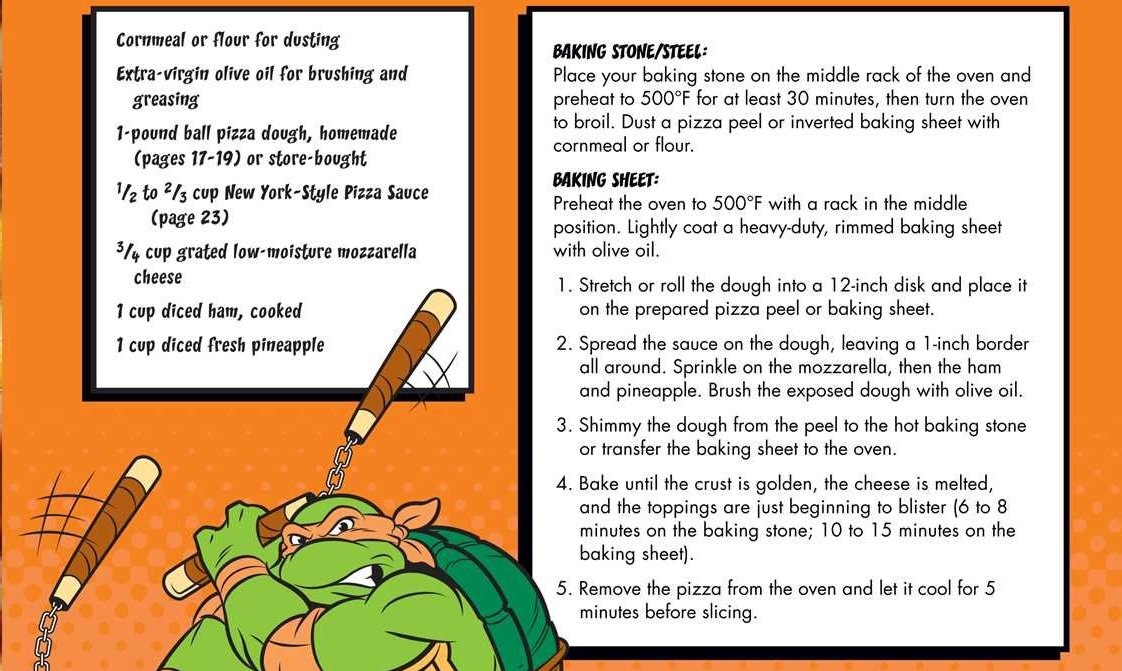 Cornmeal or flour for dusting
Extra-virgin olive oil for brushing and
greasing
1-pound ball pizza dough, homemade
(pages 17-19) or store-bought
1/2 to 2/3 cup New York-Style Pizza Sauce
(page 23)
3/4 cup grated low-moisture mozzarella
cheese
1 cup diced ham, cooked
1 cup diced fresh pineapple
BAKING STONE/STEEL:
Place your baking stone on the middle rack of the oven and
preheat to 500°F for at least 30 minutes, then turn the oven
to broil. Dust a pizza peel or inverted baking sheet with
cornmeal or flour.
BAKING SHEET:
Preheat the oven to 500°F with a rack in the middle
position. Lightly coat a heavy-duty, rimmed baking sheet
with olive oil.
1. Stretch or roll the dough into a 12-inch disk and place it
on the prepared pizza peel or baking sheet.
2. Spread the sauce on the dough, leaving a 1-inch border
all around. Sprinkle on the mozzarella, then the ham
and pineapple. Brush the exposed dough with olive oil.
3. Shimmy the dough from the peel to the hot baking stone
or transfer the baking sheet to the oven.
4. Bake until the crust is golden, the cheese is melted,
and the toppings are just beginning to blister (6 to 8
minutes on the baking stone; 10 to 15 minutes on the
baking sheet).
5. Remove the pizza from the oven and let it cool for 5
minutes before slicing.